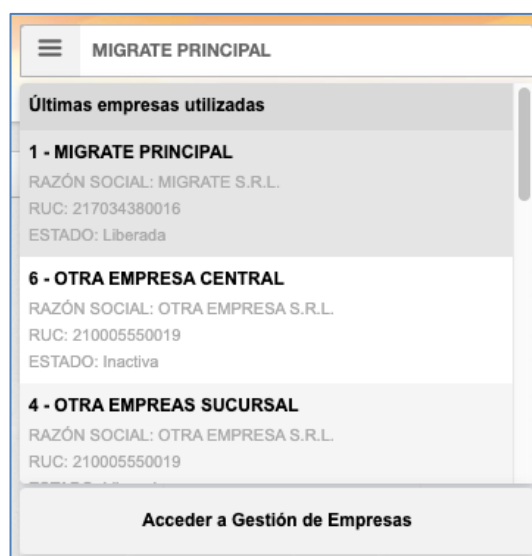 MIGRATE PRINCIPAL
Últimas empresas utilizadas
1 - MIGRATE PRINCIPAL
RAZÓN SOCIAL: MIGRATE S.R.L.
RUC: 217034380016
ESTADO: Liberada
6 - OTRA EMPRESA CENTRAL
RAZÓN SOCIAL: OTRA EMPRESA S.R.L.
RUC: 210005550019
ESTADO: Inactiva
4 - OTRA EMPREAS SUCURSAL
RAZÓN SOCIAL: OTRA EMPRESA S.R.L.
RUC: 210005550019
Acceder a Gestión de Empresas